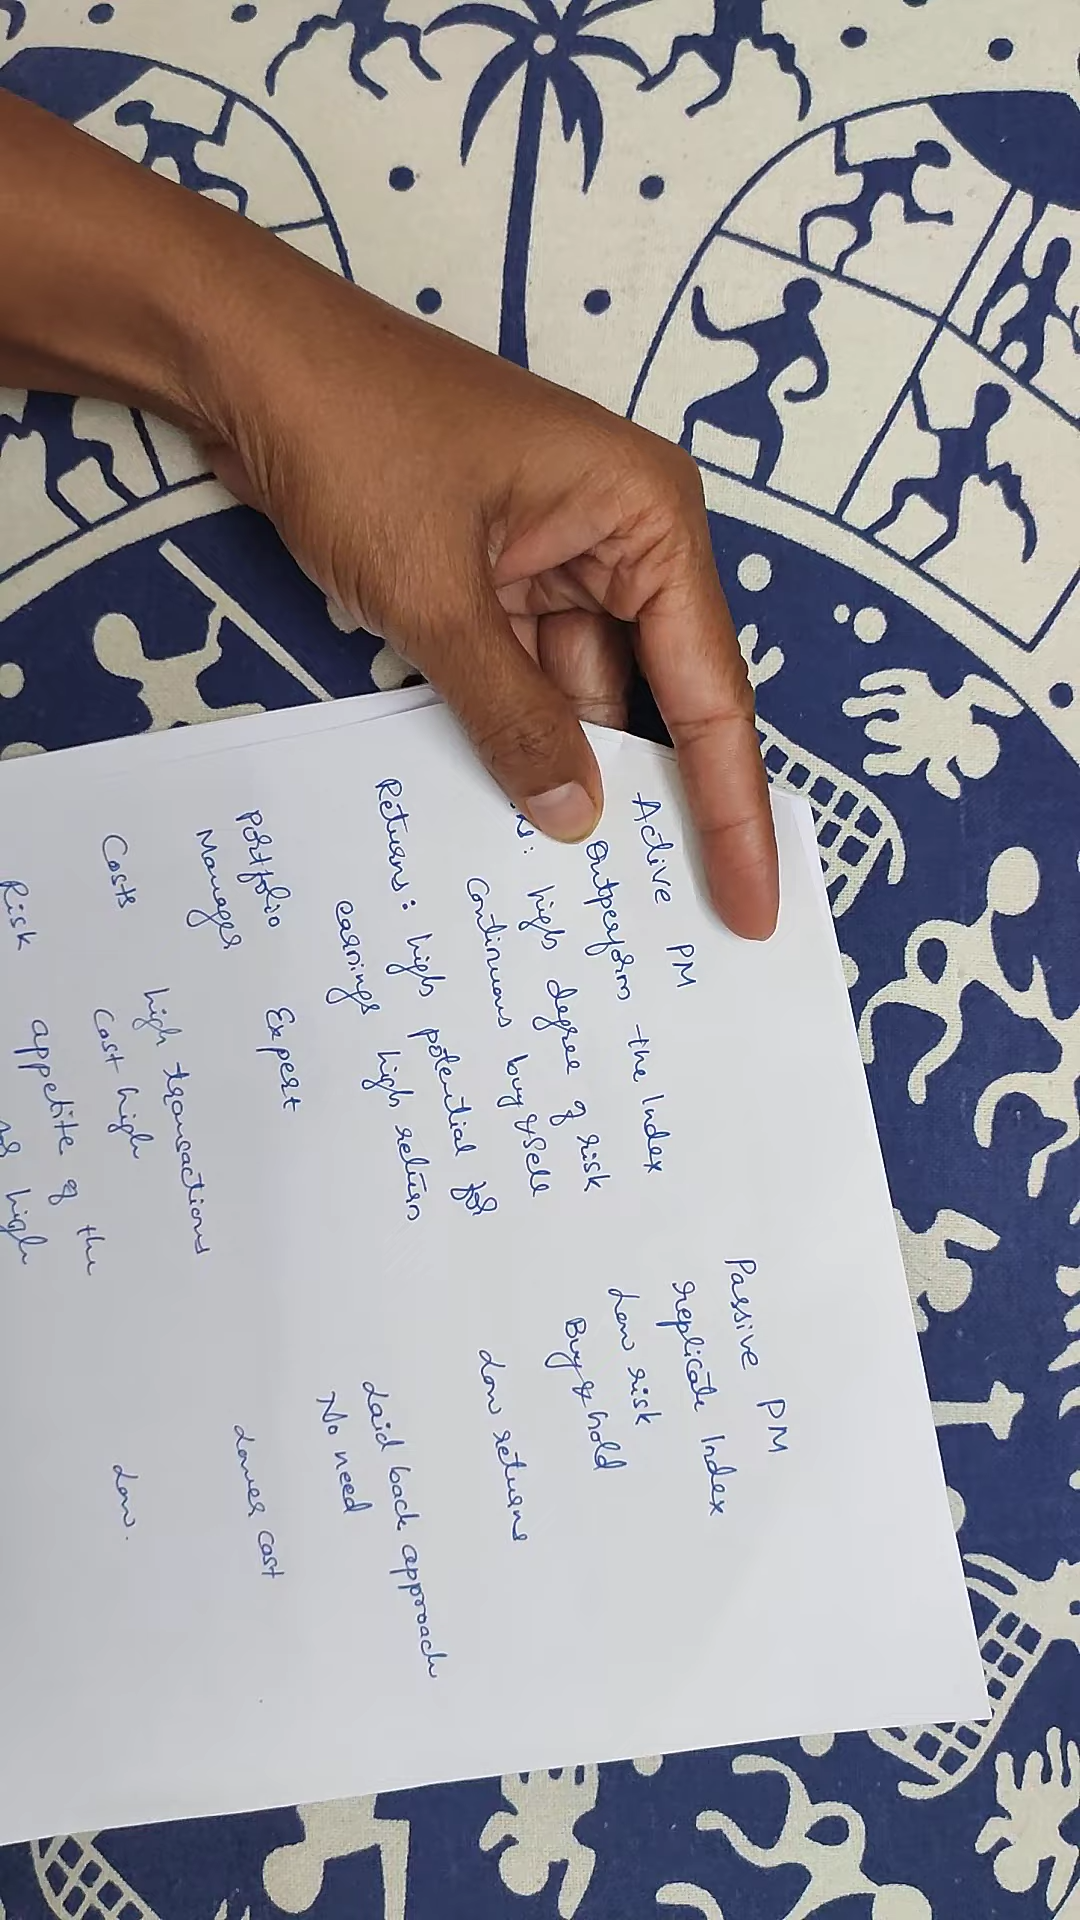 Active PM    Passive PM
Outperform the Index    replicate Index
high degree of risk    Low risk
Continuous buy & Sell    Buy & hold
Returns: high potential for    Low returns
earnings high return
Portfolio    Expert    Laid back approach
Manager    No need
Costs    high transactions    Lower cost
Cost high
Risk    appetite of the    Low.
high